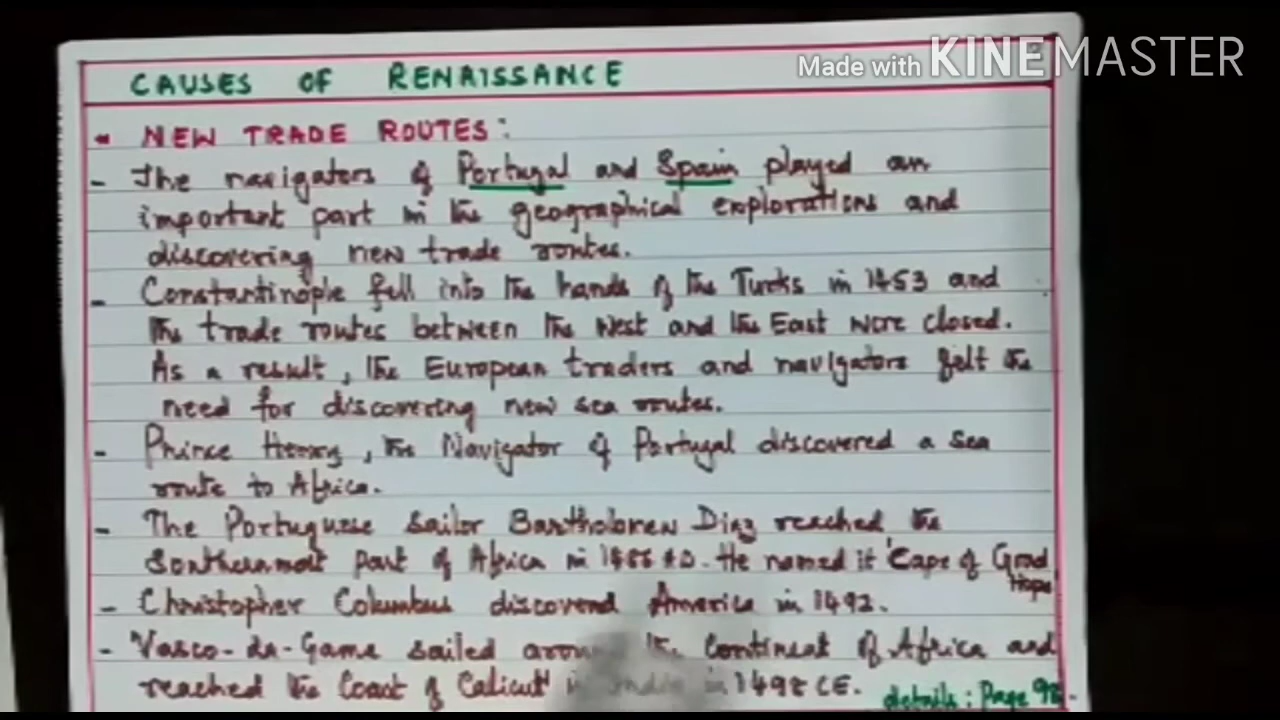 Made with KINEMASTER
CAUSES OF RENAISSANCE
- NEW TRADE ROUTES:
- The navigators of Portugal and Spain played an
important part in the geographical explorations and
discovering new trade routes.
- Constantinople fell into the hands of the Turks in 1453 and
the trade routes between the West and the East were closed.
As a result, the European traders and navigators felt the
need for discovering new sea routes.
- Prince Henry, the Navigator of Portugal discovered a sea
route to Africa.
- The Portuguese sailor Bartholomew Diaz reached the
Southernmost part of Africa in AD. He named it 'Cape of Good
Hope
- Christopher Columbus discovered America in 1492.
- Vasco-da-Gama sailed around the continent of Africa and
reached the Coast of Calicut in India in 1498 CE.
details: Page 98.